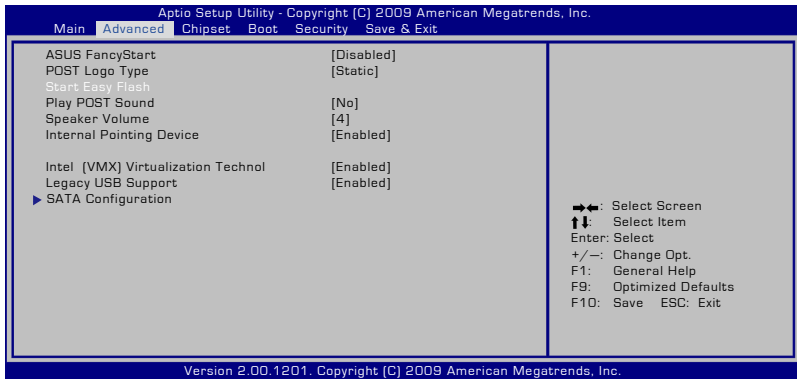 Aptio Setup Utility - Copyright (C) 2009 American Megatrends, Inc.
Main Advanced Chipset Boot Security Save & Exit
ASUS FancyStart [Disabled]
POST Logo Type [Static]
Start Easy Flash
Play POST Sound [No]
Speaker Volume [4]
Internal Pointing Device [Enabled]
Intel (VMX) Virtualization Technol [Enabled]
Legacy USB Support [Enabled]
SATA Configuration
→←: Select Screen
↑↓: Select Item
Enter: Select
+/—: Change Opt.
F1: General Help
F9: Optimized Defaults
F10: Save ESC: Exit
Version 2.00.1201. Copyright (C) 2009 American Megatrends, Inc.